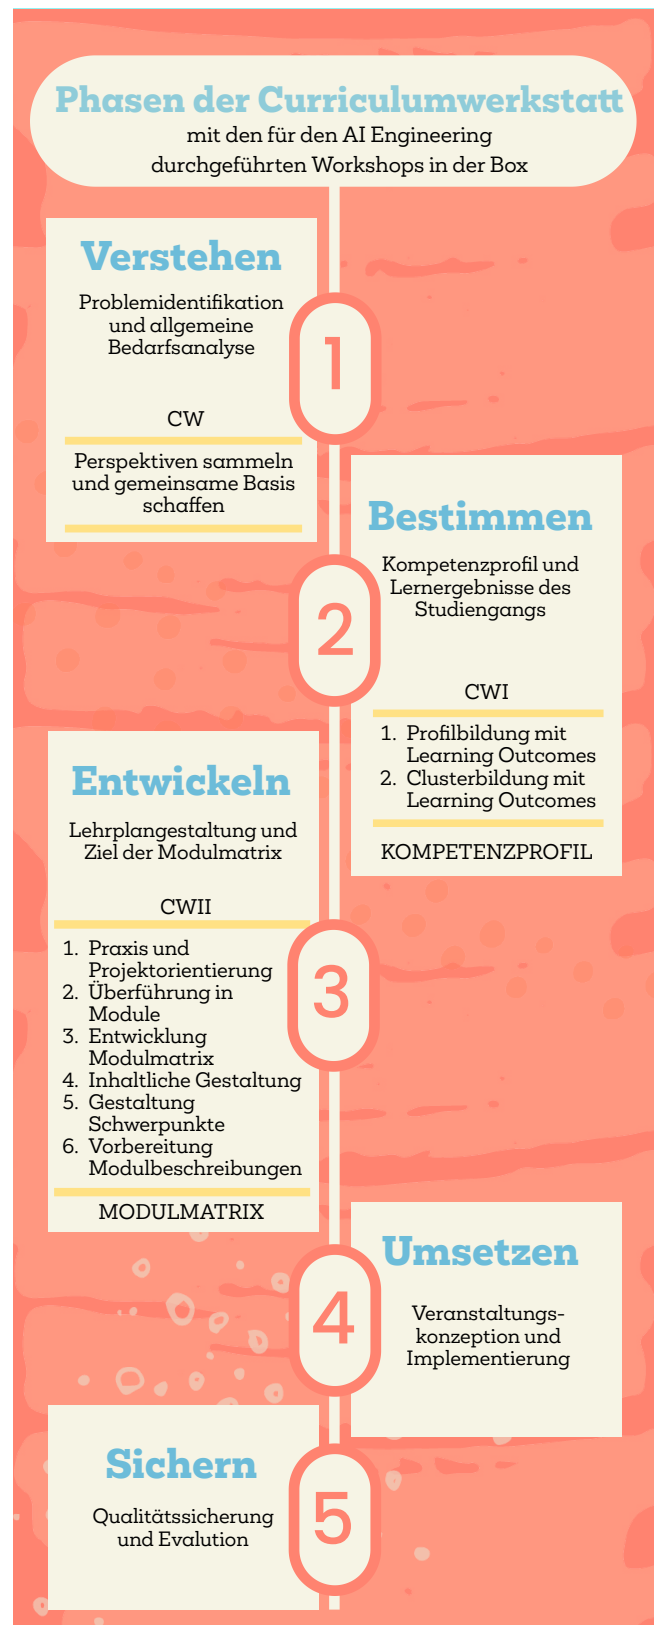 Phasen der Curriculumwerkstatt
mit den für den AI Engineering
durchgeführten Workshops in der Box
Verstehen
Problemidentifikation
und allgemeine
Bedarfsanalyse
CW
Perspektiven sammeln
und gemeinsame Basis
schaffen
1
Bestimmen
Kompetenzprofil und
Lernergebnisse des
Studiengangs
CWI
1. Profilbildung mit
Learning Outcomes
2. Clusterbildung mit
Learning Outcomes
KOMPETENZPROFIL
2
Entwickeln
Lehrplangestaltung und
Ziel der Modulmatrix
CWII
1. Praxis und
Projektorientierung
2. Überführung in
Module
3. Entwicklung
Modulmatrix
4. Inhaltliche Gestaltung
5. Gestaltung
Schwerpunkte
6. Vorbereitung
Modulbeschreibungen
MODULMATRIX
3
Umsetzen
Veranstaltungs-
konzeption und
Implementierung
4
Sichern
Qualitätssicherung
und Evalution
5